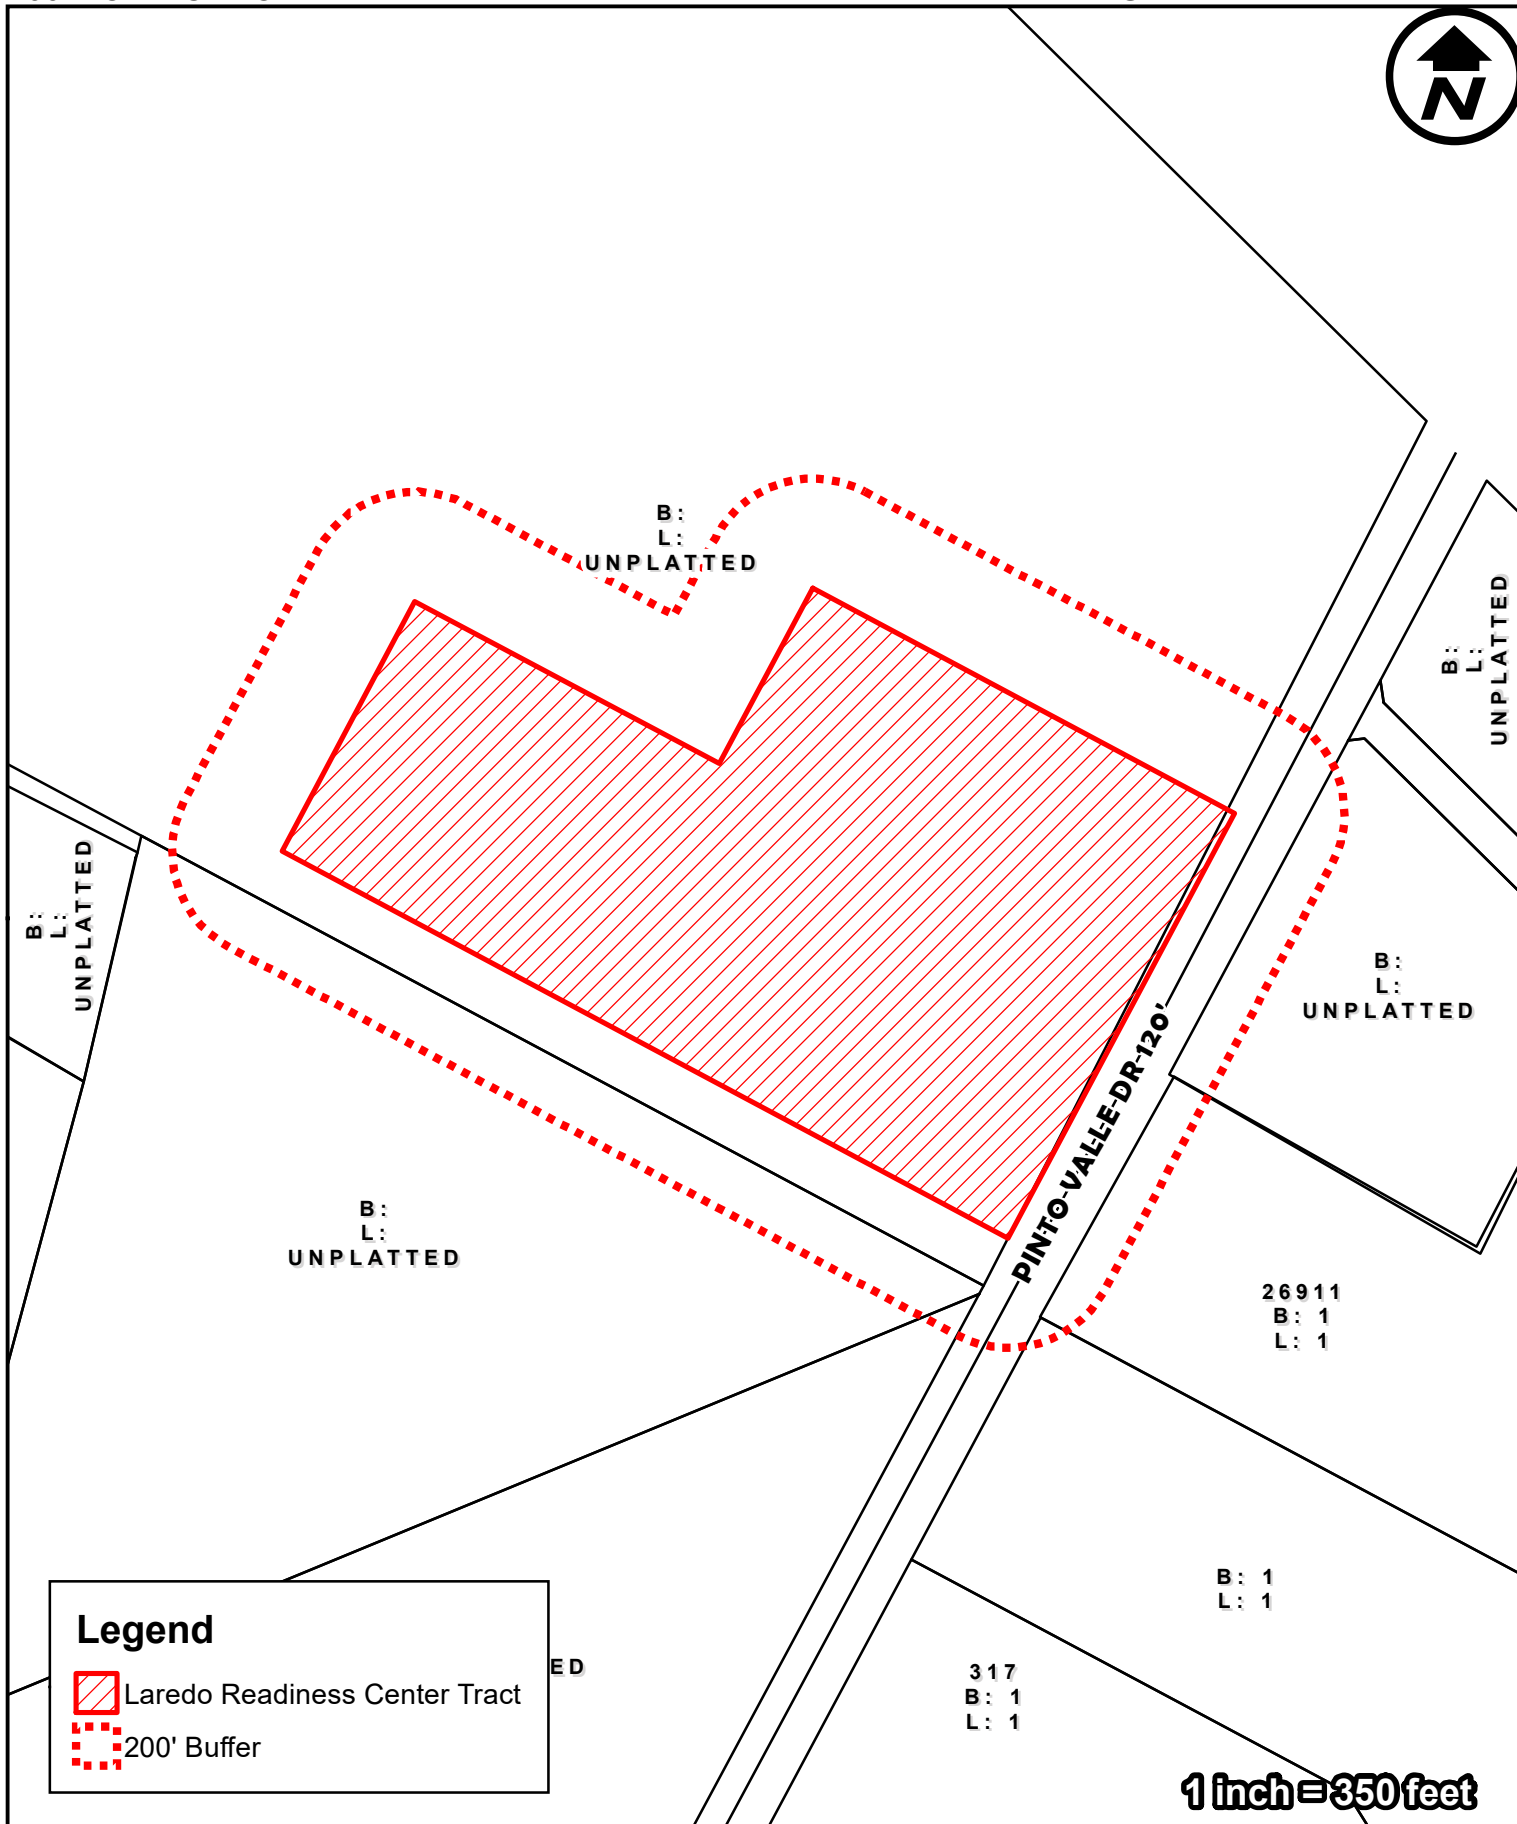 N
B:
L:
UNPLATTED
B:
L:
UNPLATTED
B:
L:
UNPLATTED
B:
L:
UNPLATTED
PINTO-VALLE-DR-120'
B:
L:
UNPLATTED
26911
B: 1
L: 1
B: 1
L: 1
317
B: 1
L: 1
Legend
Laredo Readiness Center Tract
200' Buffer
ED
1 inch = 350 feet